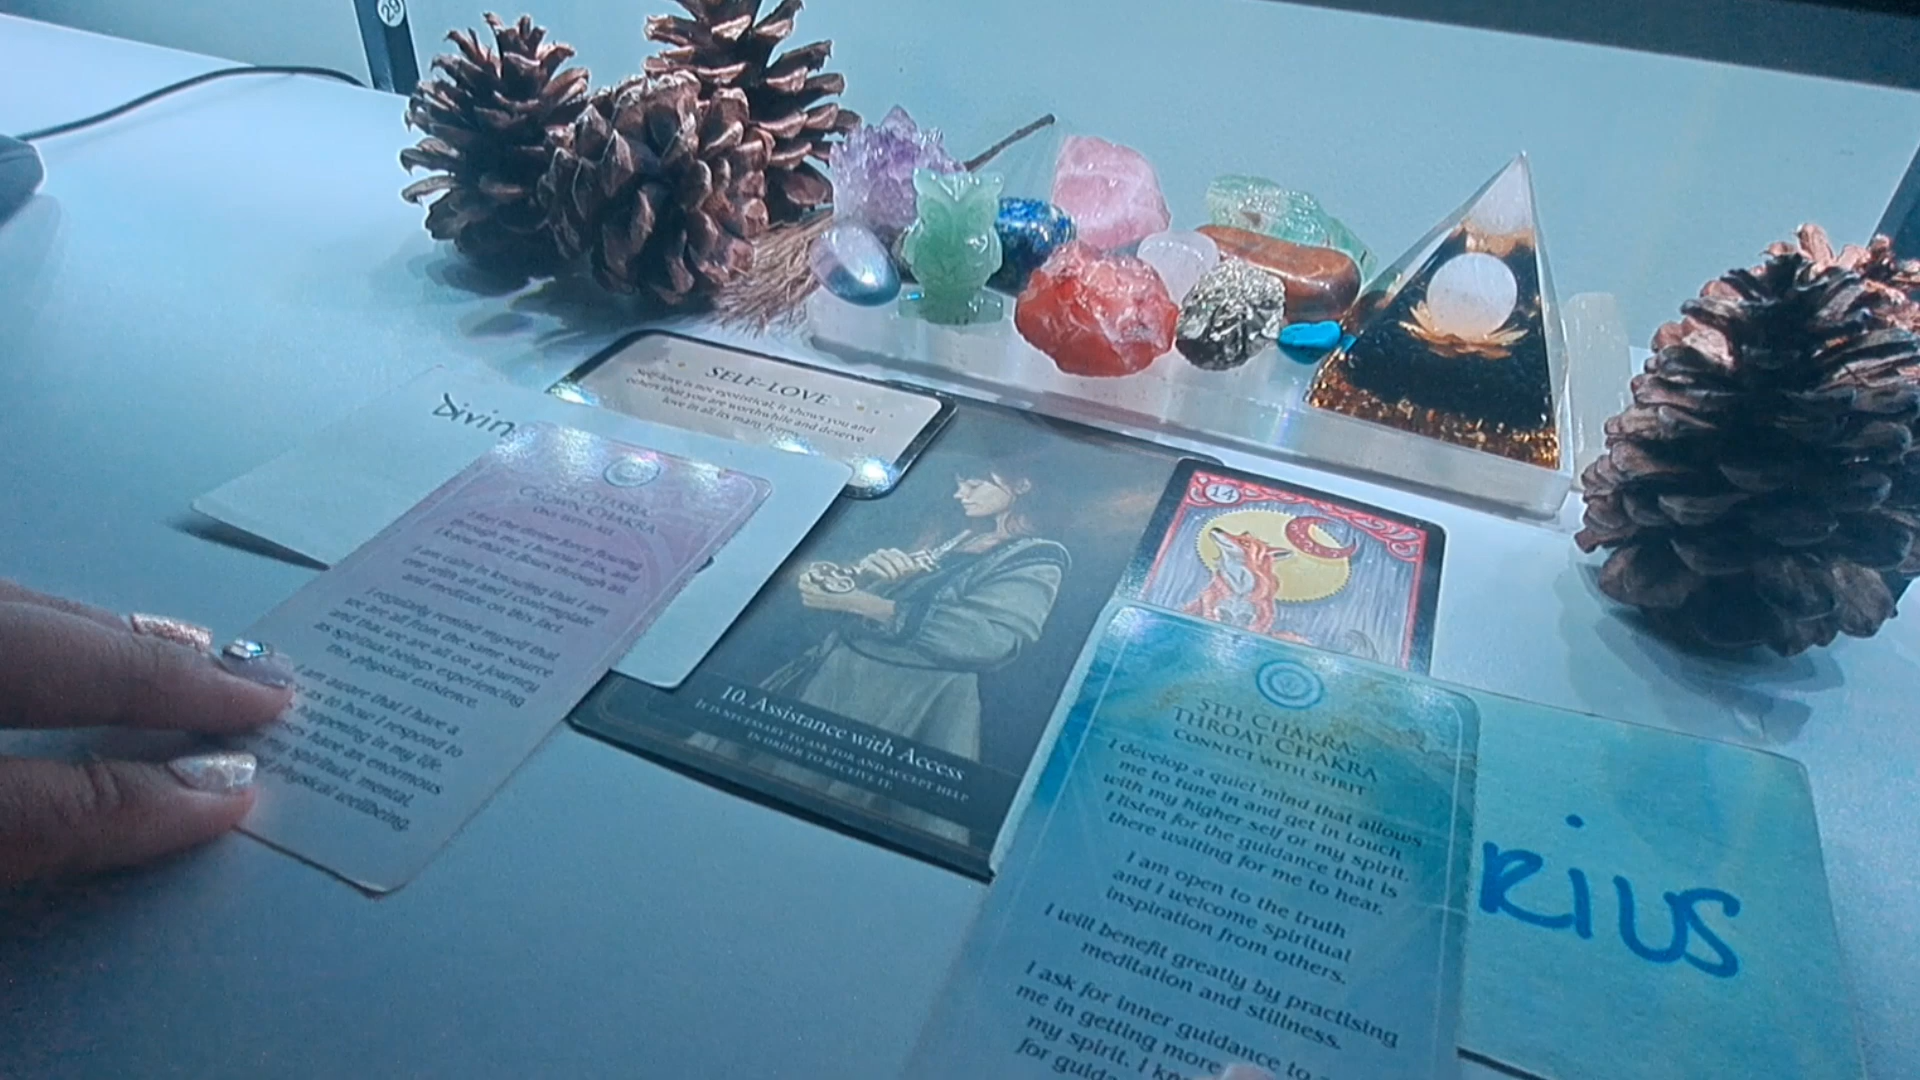 29
SELF-LOVE
Self-love is not egoistical, it shows you and
others that you are worthwhile and deserve
love in all its many forms.
Divin
CHAKRA,
CROWN CHAKRA
ONE WITH ALL
I feel the divine force flowing
through me. I honour this, and
I know that it flows through all.
I am calm in knowing that I am
one with all and I contemplate
and meditate on this fact.
I regularly remind myself that
we are all from the same source
and that we are all on a journey
as spiritual beings experiencing
this physical existence.
I am aware that I have a
as to how I respond to
happening in my life.
have an enormous
my spiritual, mental
physical wellbeing.
10. Assistance with Access
IT IS NECESSARY TO ASK FOR AND ACCEPT HELP
IN ORDER TO RECEIVE IT.
14
5TH CHAKRA,
THROAT CHAKRA
CONNECT WITH SPIRIT
I develop a quiet mind that allows
me to tune in and get in touch
with my higher self or my spirit.
I listen for the guidance that is
there waiting for me to hear.
I am open to the truth
and I welcome spiritual
inspiration from others.
I will benefit greatly by practising
meditation and stillness.
I ask for inner guidance to
me in getting more
my spirit. I
for
RIUS